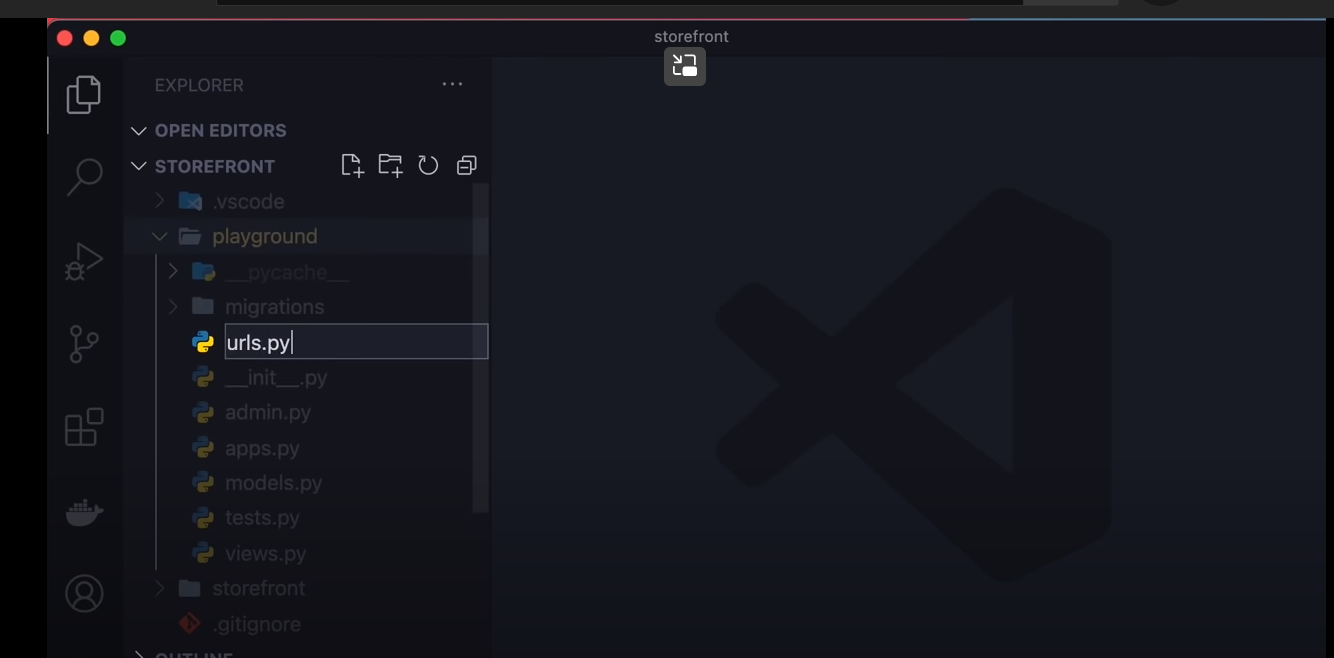 storefront
EXPLORER
OPEN EDITORS
STOREFRONT
.vscode
playground
__pycache__
migrations
urls.py
__init__.py
admin.py
apps.py
models.py
tests.py
views.py
storefront
.gitignore
OUTLINE